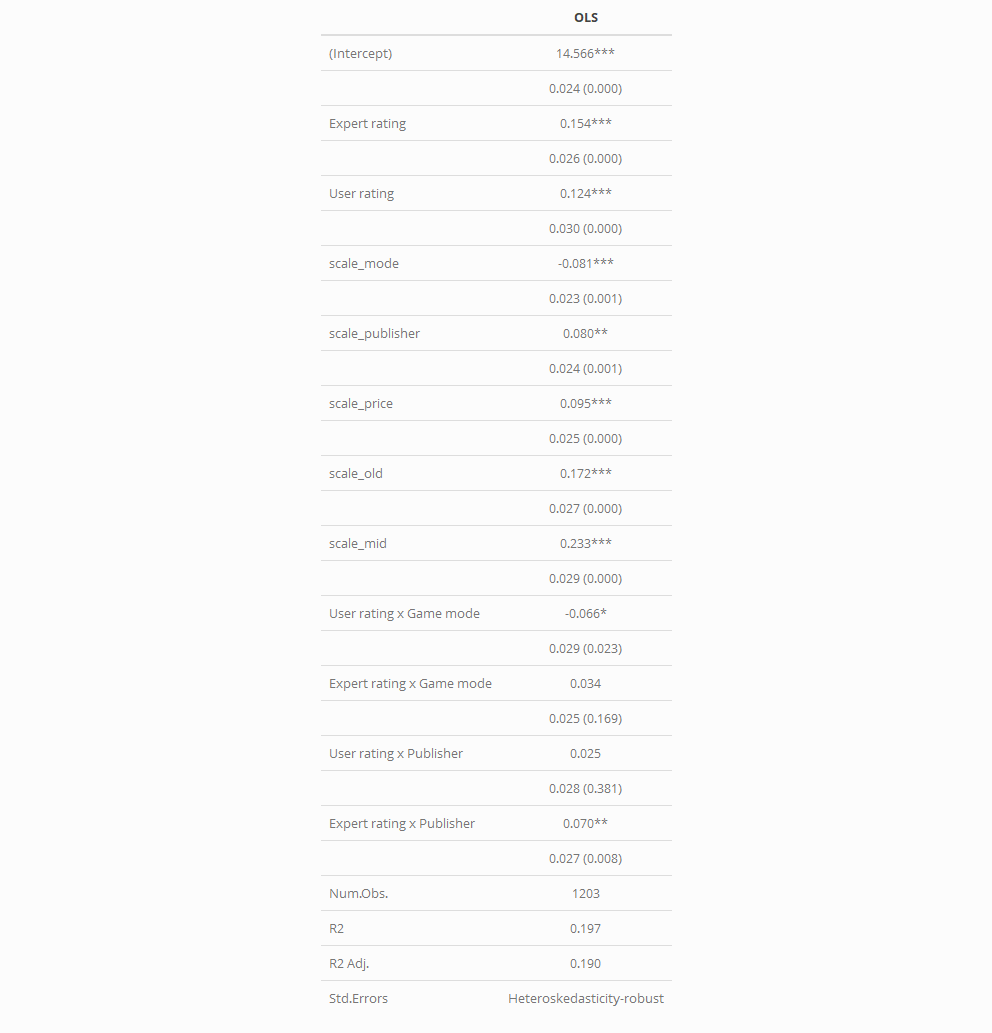 OLS
(Intercept) 14.566***
0.024 (0.000)
Expert rating 0.154***
0.026 (0.000)
User rating 0.124***
0.030 (0.000)
scale_mode -0.081***
0.023 (0.001)
scale_publisher 0.080**
0.024 (0.001)
scale_price 0.095***
0.025 (0.000)
scale_old 0.172***
0.027 (0.000)
scale_mid 0.233***
0.029 (0.000)
User rating x Game mode -0.066*
0.029 (0.023)
Expert rating x Game mode 0.034
0.025 (0.169)
User rating x Publisher 0.025
0.028 (0.381)
Expert rating x Publisher 0.070**
0.027 (0.008)
Num.Obs. 1203
R2 0.197
R2 Adj. 0.190
Std.Errors Heteroskedasticity-robust